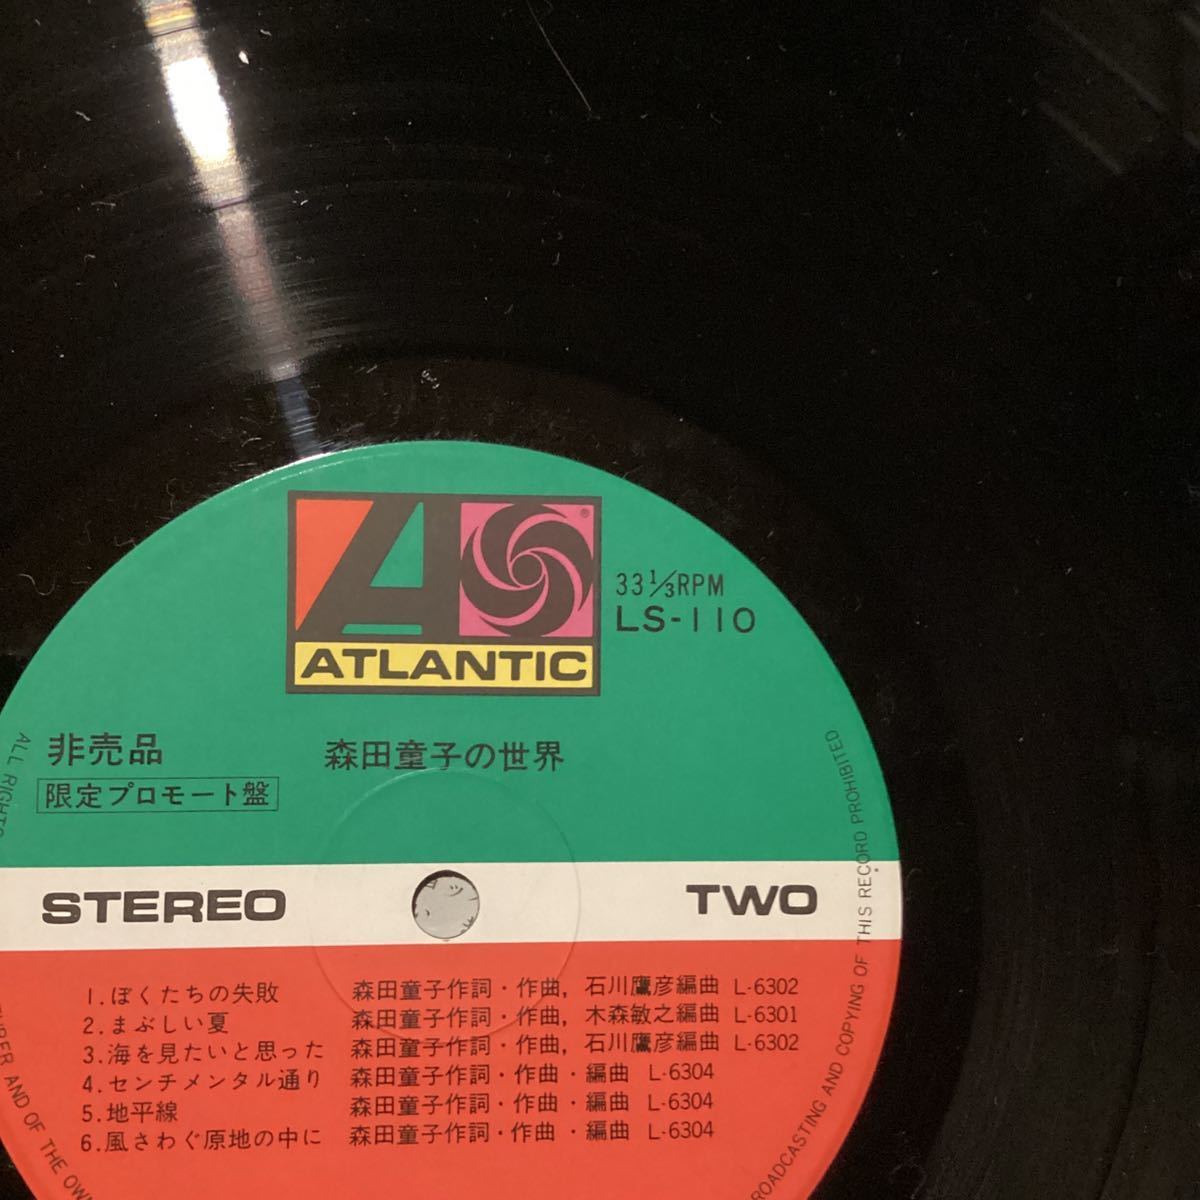 ATLANTIC
®
33 1/3 RPM
LS-110
非売品
限定プロモート盤
森田童子の世界
STEREO
TWO
1. ぼくたちの失敗 森田童子作詞・作曲, 石川鷹彦編曲 L-6302
2. まぶしい夏 森田童子作詞・作曲, 木森敏之編曲 L-6301
3. 海を見たいと思った 森田童子作詞・作曲, 石川鷹彦編曲 L-6302
4. センチメンタル通り 森田童子作詞・作曲・編曲 L-6304
5. 地平線 森田童子作詞・作曲・編曲 L-6304
6. 風さわぐ原地の中に 森田童子作詞・作曲・編曲 L-6304
ALL RIGHTS
AND OF THE
BROADCASTING AND COPYING OF THIS RECORD PROHIBITED